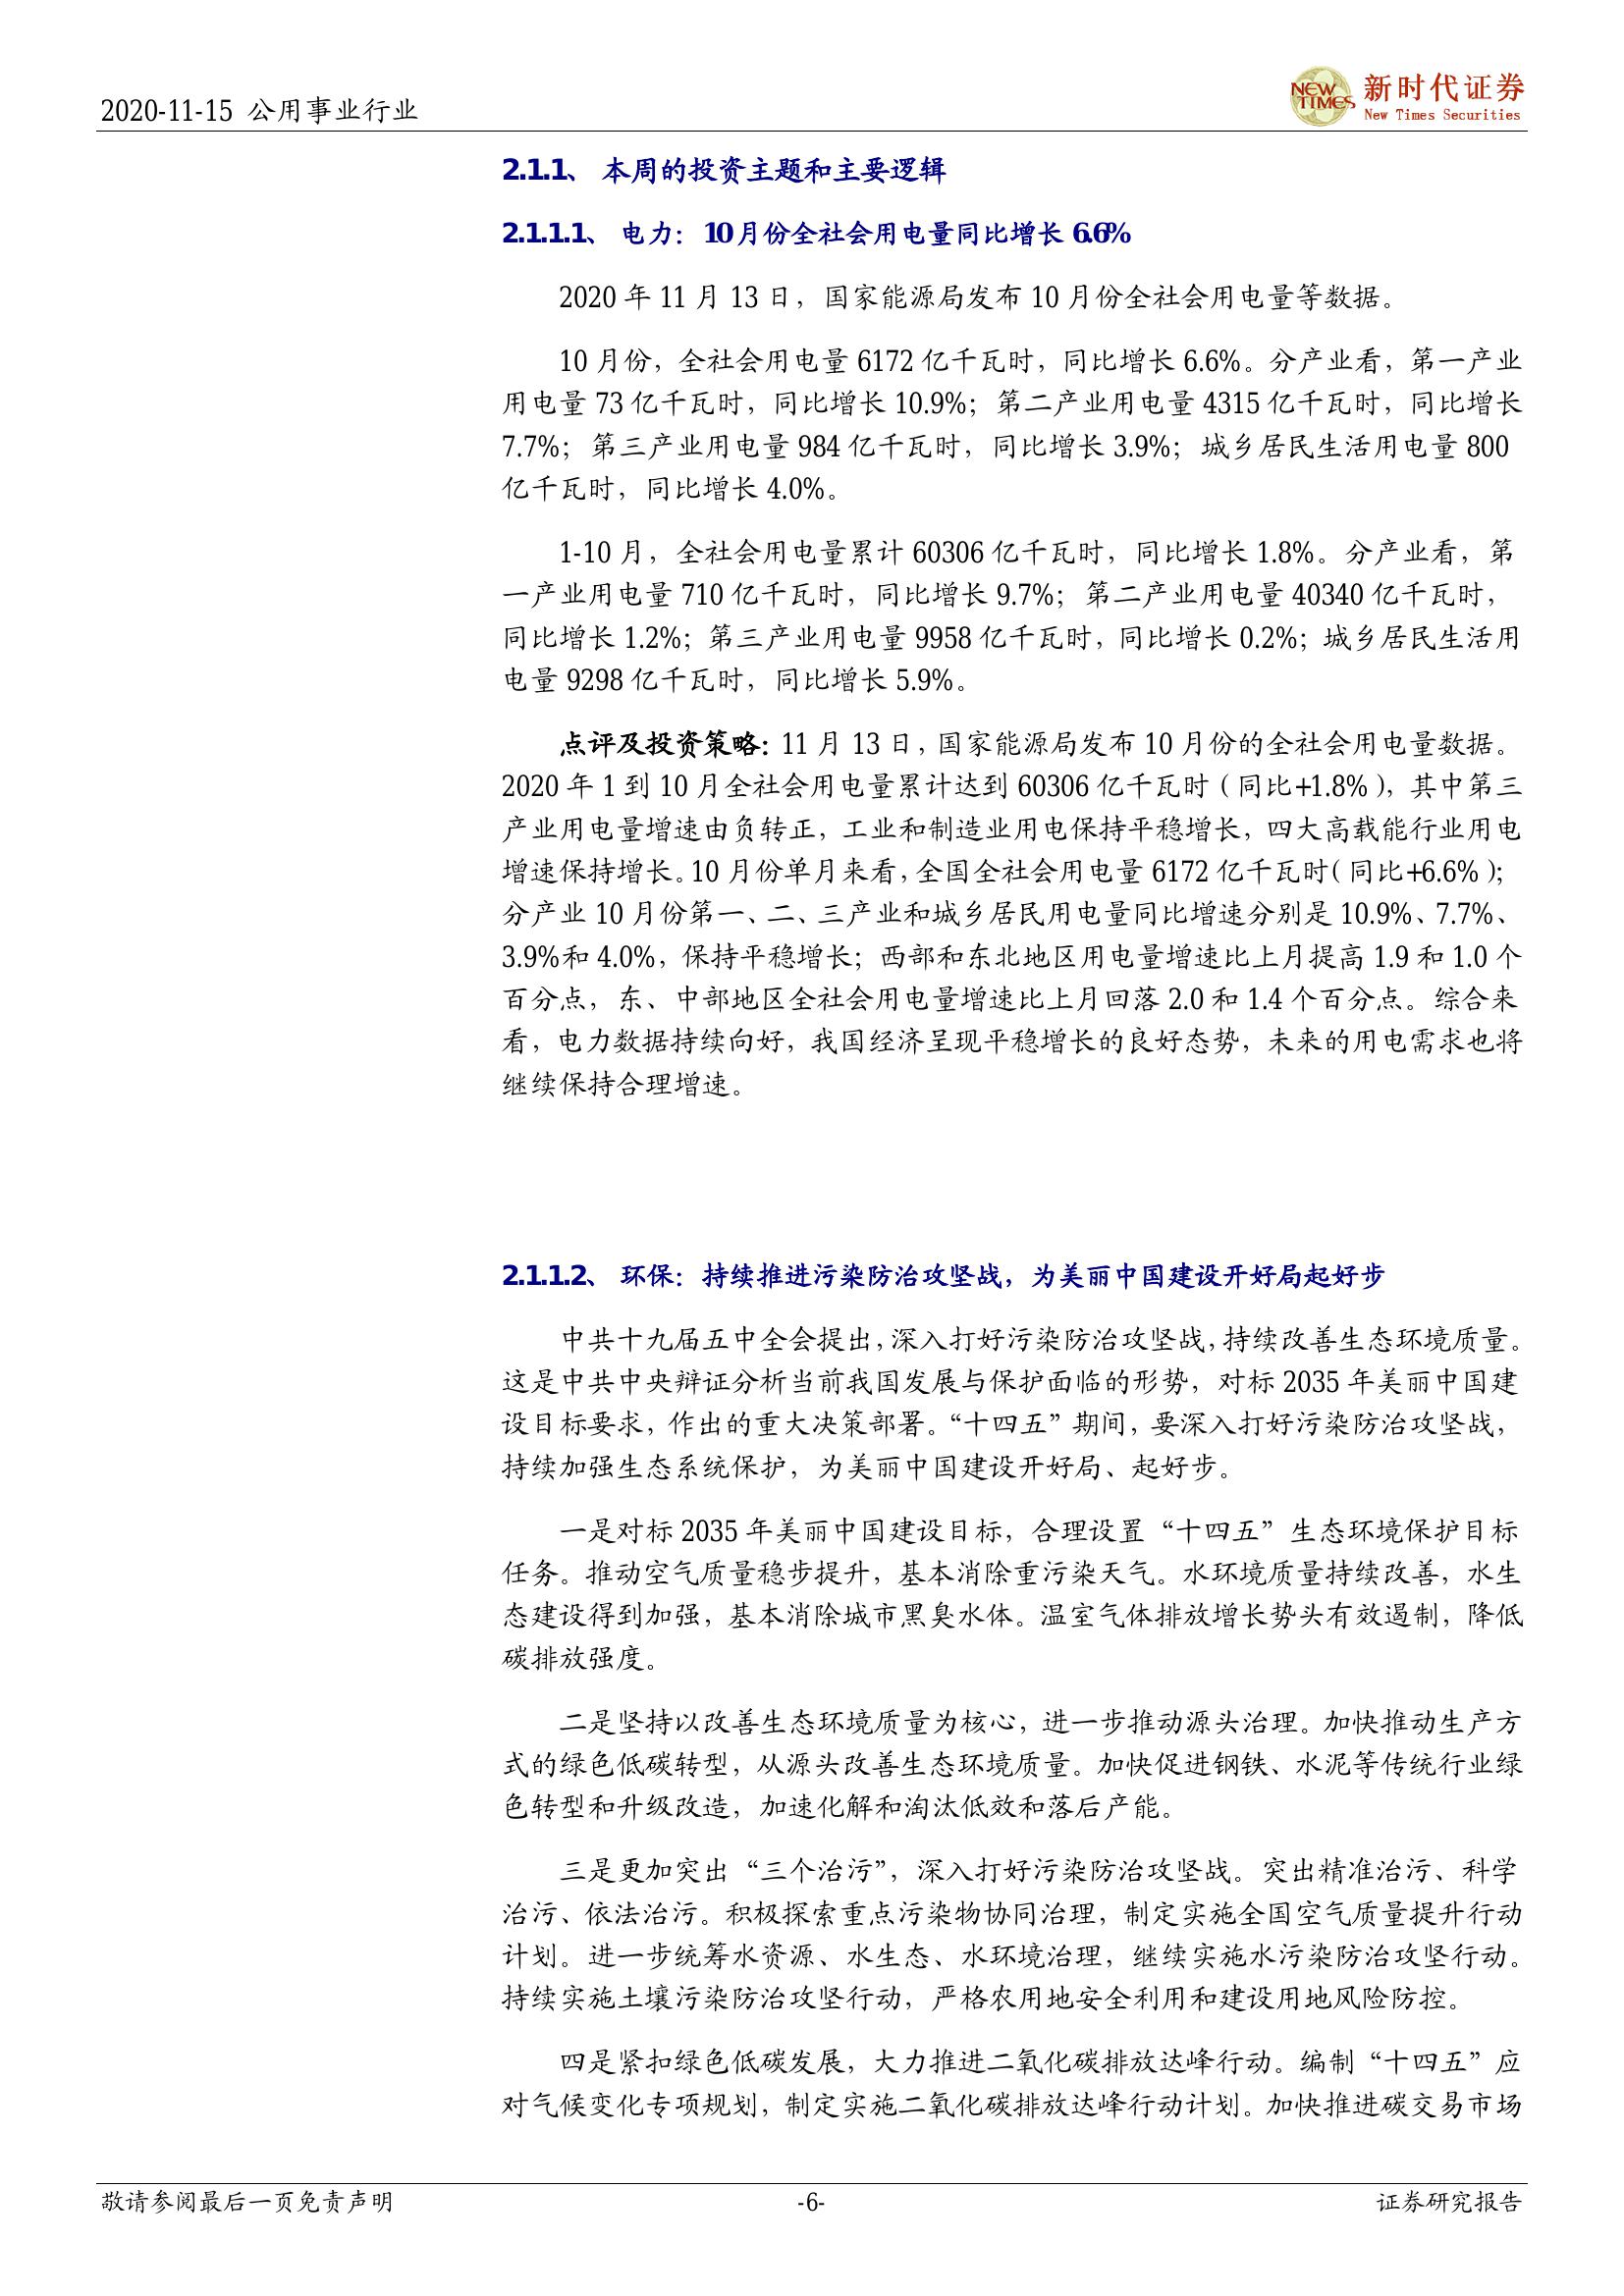 2020-11-15 公用事业行业
NEW TIMES 新时代证券
New Times Securities
2.1.1、 本周的投资主题和主要逻辑
2.1.1.1、 电力：10月份全社会用电量同比增长 6.6%
2020 年 11 月 13 日，国家能源局发布 10 月份全社会用电量等数据。
10 月份，全社会用电量 6172 亿千瓦时，同比增长 6.6%。分产业看，第一产业
用电量 73 亿千瓦时，同比增长 10.9%；第二产业用电量 4315 亿千瓦时，同比增长
7.7%；第三产业用电量 984 亿千瓦时，同比增长 3.9%；城乡居民生活用电量 800
亿千瓦时，同比增长 4.0%。
1-10 月，全社会用电量累计 60306 亿千瓦时，同比增长 1.8%。分产业看，第
一产业用电量 710 亿千瓦时，同比增长 9.7%；第二产业用电量 40340 亿千瓦时，
同比增长 1.2%；第三产业用电量 9958 亿千瓦时，同比增长 0.2%；城乡居民生活用
电量 9298 亿千瓦时，同比增长 5.9%。
点评及投资策略：11 月 13 日，国家能源局发布 10 月份的全社会用电量数据。
2020 年 1 到 10 月全社会用电量累计达到 60306 亿千瓦时（同比+1.8%），其中第三
产业用电量增速由负转正，工业和制造业用电保持平稳增长，四大高载能行业用电
增速保持增长。10 月份单月来看，全国全社会用电量 6172 亿千瓦时（同比+6.6%）；
分产业 10 月份第一、二、三产业和城乡居民用电量同比增速分别是 10.9%、7.7%、
3.9%和 4.0%，保持平稳增长；西部和东北地区用电量增速比上月提高 1.9 和 1.0 个
百分点，东、中部地区全社会用电量增速比上月回落 2.0 和 1.4 个百分点。综合来
看，电力数据持续向好，我国经济呈现平稳增长的良好态势，未来的用电需求也将
继续保持合理增速。
2.1.1.2、 环保：持续推进污染防治攻坚战，为美丽中国建设开好局起好步
中共十九届五中全会提出，深入打好污染防治攻坚战，持续改善生态环境质量。
这是中共中央辩证分析当前我国发展与保护面临的形势，对标 2035 年美丽中国建
设目标要求，作出的重大决策部署。“十四五”期间，要深入打好污染防治攻坚战，
持续加强生态系统保护，为美丽中国建设开好局、起好步。
一是对标 2035 年美丽中国建设目标，合理设置“十四五”生态环境保护目标
任务。推动空气质量稳步提升，基本消除重污染天气。水环境质量持续改善，水生
态建设得到加强，基本消除城市黑臭水体。温室气体排放增长势头有效遏制，降低
碳排放强度。
二是坚持以改善生态环境质量为核心，进一步推动源头治理。加快推动生产方
式的绿色低碳转型，从源头改善生态环境质量。加快促进钢铁、水泥等传统行业绿
色转型和升级改造，加速化解和淘汰低效和落后产能。
三是更加突出“三个治污”，深入打好污染防治攻坚战。突出精准治污、科学
治污、依法治污。积极探索重点污染物协同治理，制定实施全国空气质量提升行动
计划。进一步统筹水资源、水生态、水环境治理，继续实施水污染防治攻坚行动。
持续实施土壤污染防治攻坚行动，严格农用地安全利用和建设用地风险防控。
四是紧扣绿色低碳发展，大力推进二氧化碳排放达峰行动。编制“十四五”应
对气候变化专项规划，制定实施二氧化碳排放达峰行动计划。加快推进碳交易市场
敬请参阅最后一页免责声明
-6-
证券研究报告